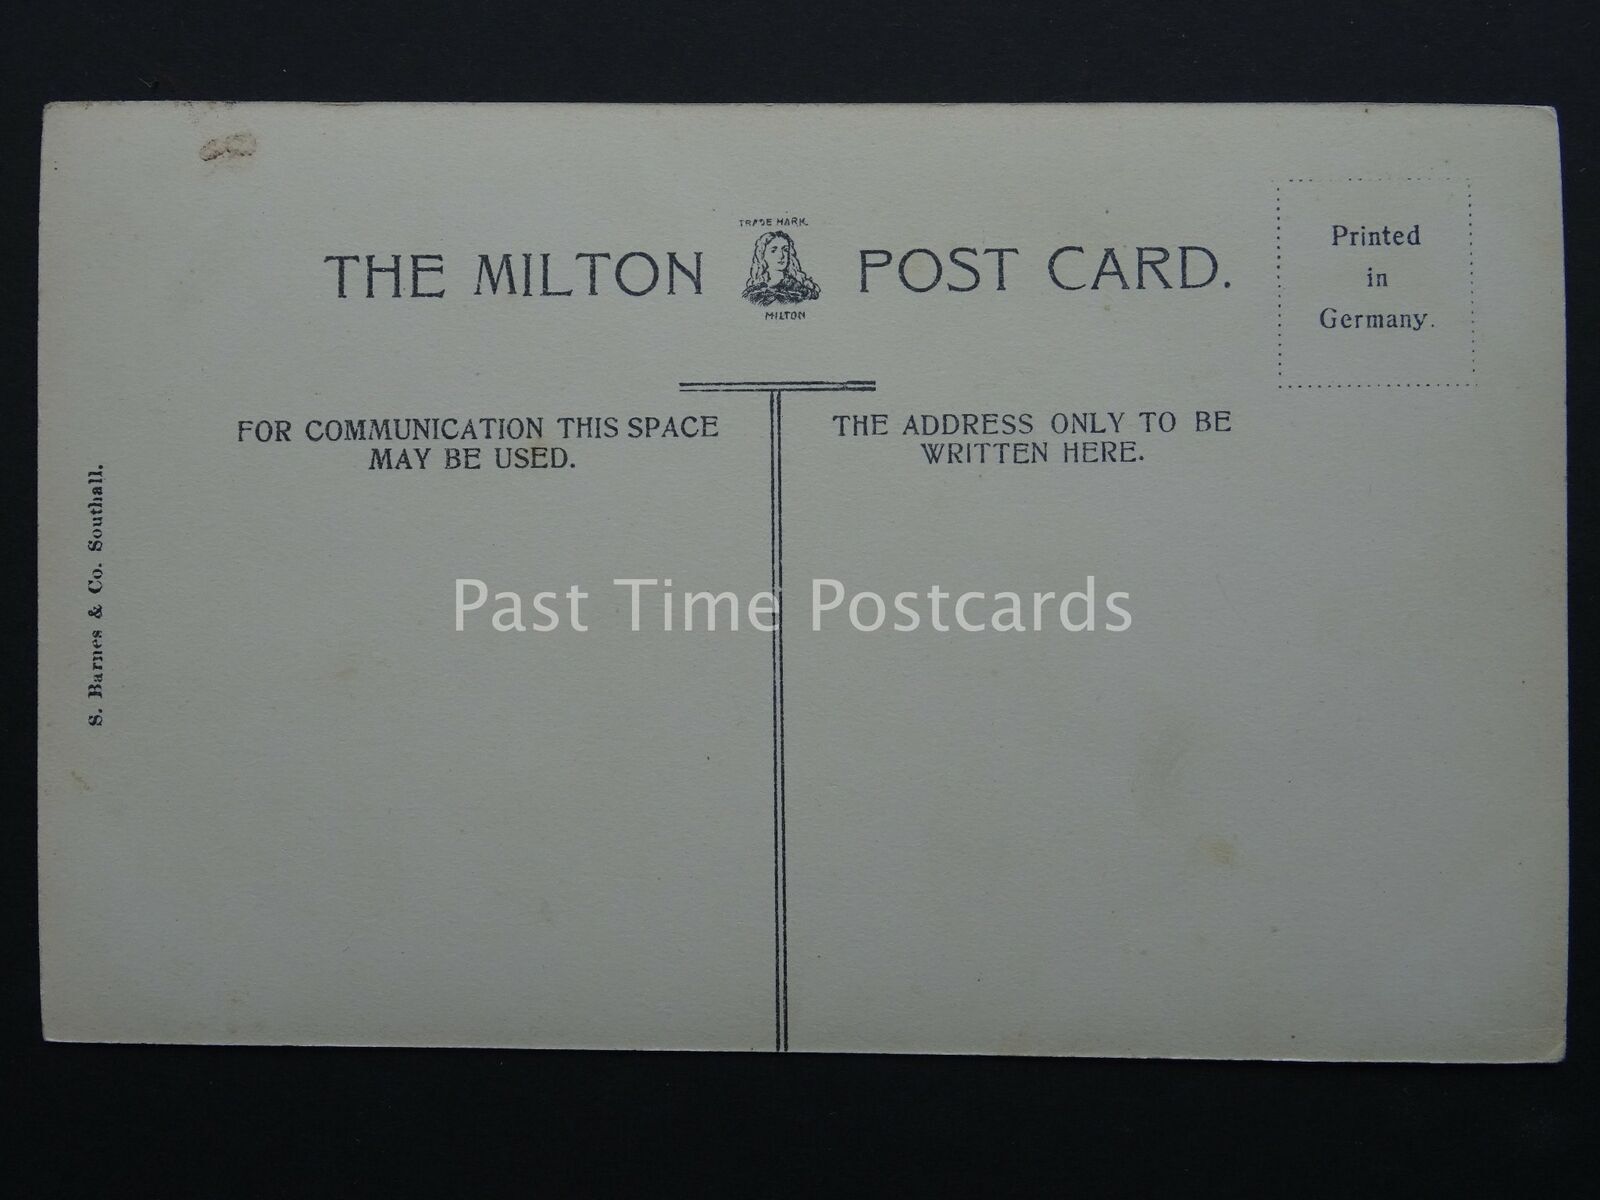 TRADE MARK.
THE MILTON POST CARD.
MILTON
Printed
in
Germany.
FOR COMMUNICATION THIS SPACE
MAY BE USED.
THE ADDRESS ONLY TO BE
WRITTEN HERE.
S. Barnes & Co. Southall.
Past Time Postcards